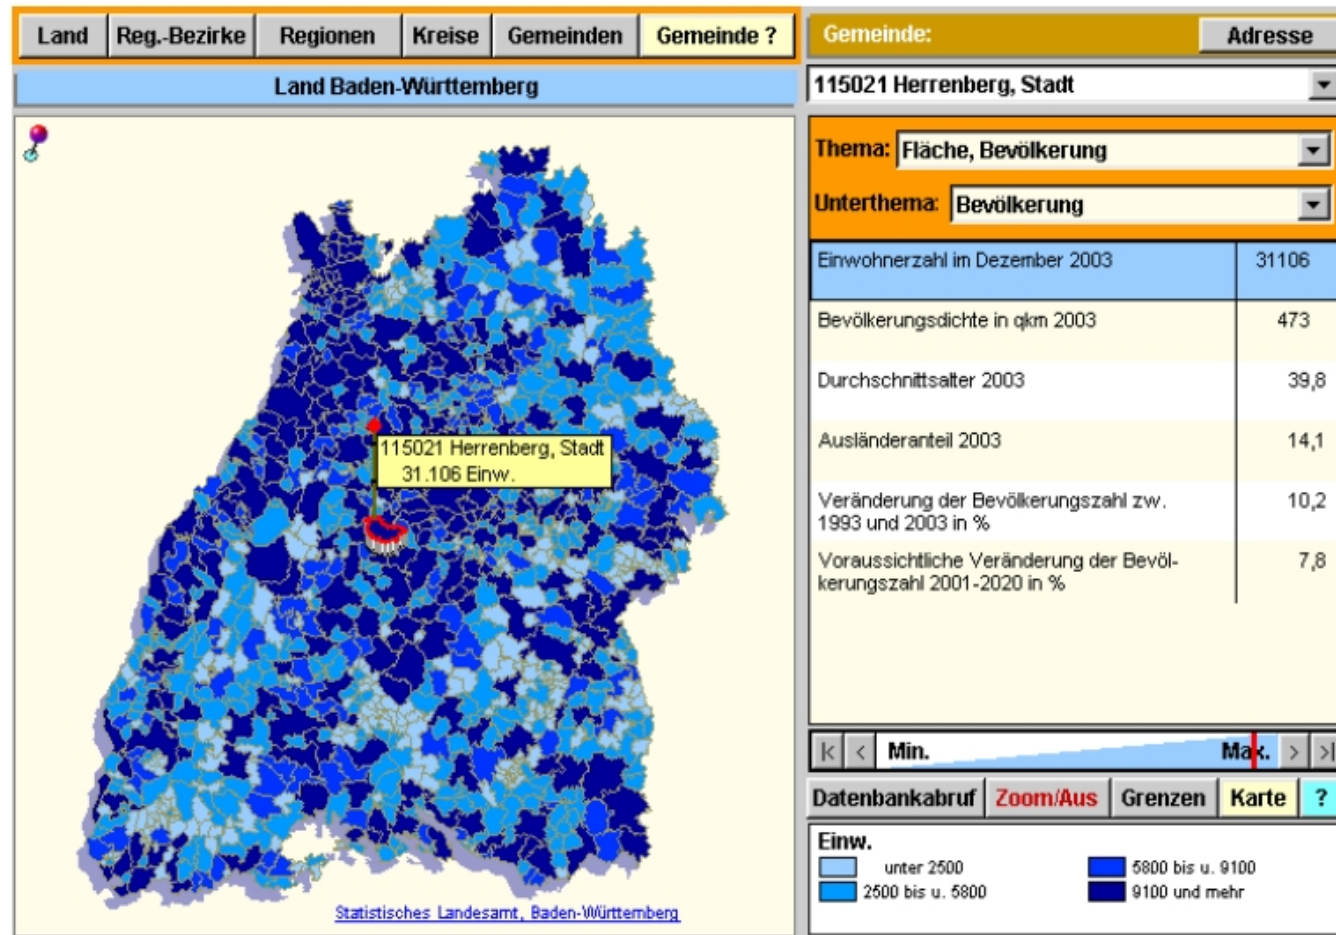 Land Reg.-Bezirke Regionen Kreise Gemeinden Gemeinde ?
Land Baden-Württemberg
115021 Herrenberg, Stadt
31.106 Einw.
Statistisches Landesamt, Baden-Württemberg
Gemeinde: Adresse
115021 Herrenberg, Stadt
Thema: Fläche, Bevölkerung
Unterthema: Bevölkerung
Einwohnerzahl im Dezember 2003 31106
Bevölkerungsdichte in qkm 2003 473
Durchschnittsalter 2003 39,8
Ausländeranteil 2003 14,1
Veränderung der Bevölkerungszahl zw. 10,2
1993 und 2003 in %
Voraussichtliche Veränderung der Bevöl- 7,8
kerungszahl 2001-2020 in %
Min. Max.
Datenbankabruf Zoom/Aus Grenzen Karte ?
Einw.
unter 2500 5800 bis u. 9100
2500 bis u. 5800 9100 und mehr